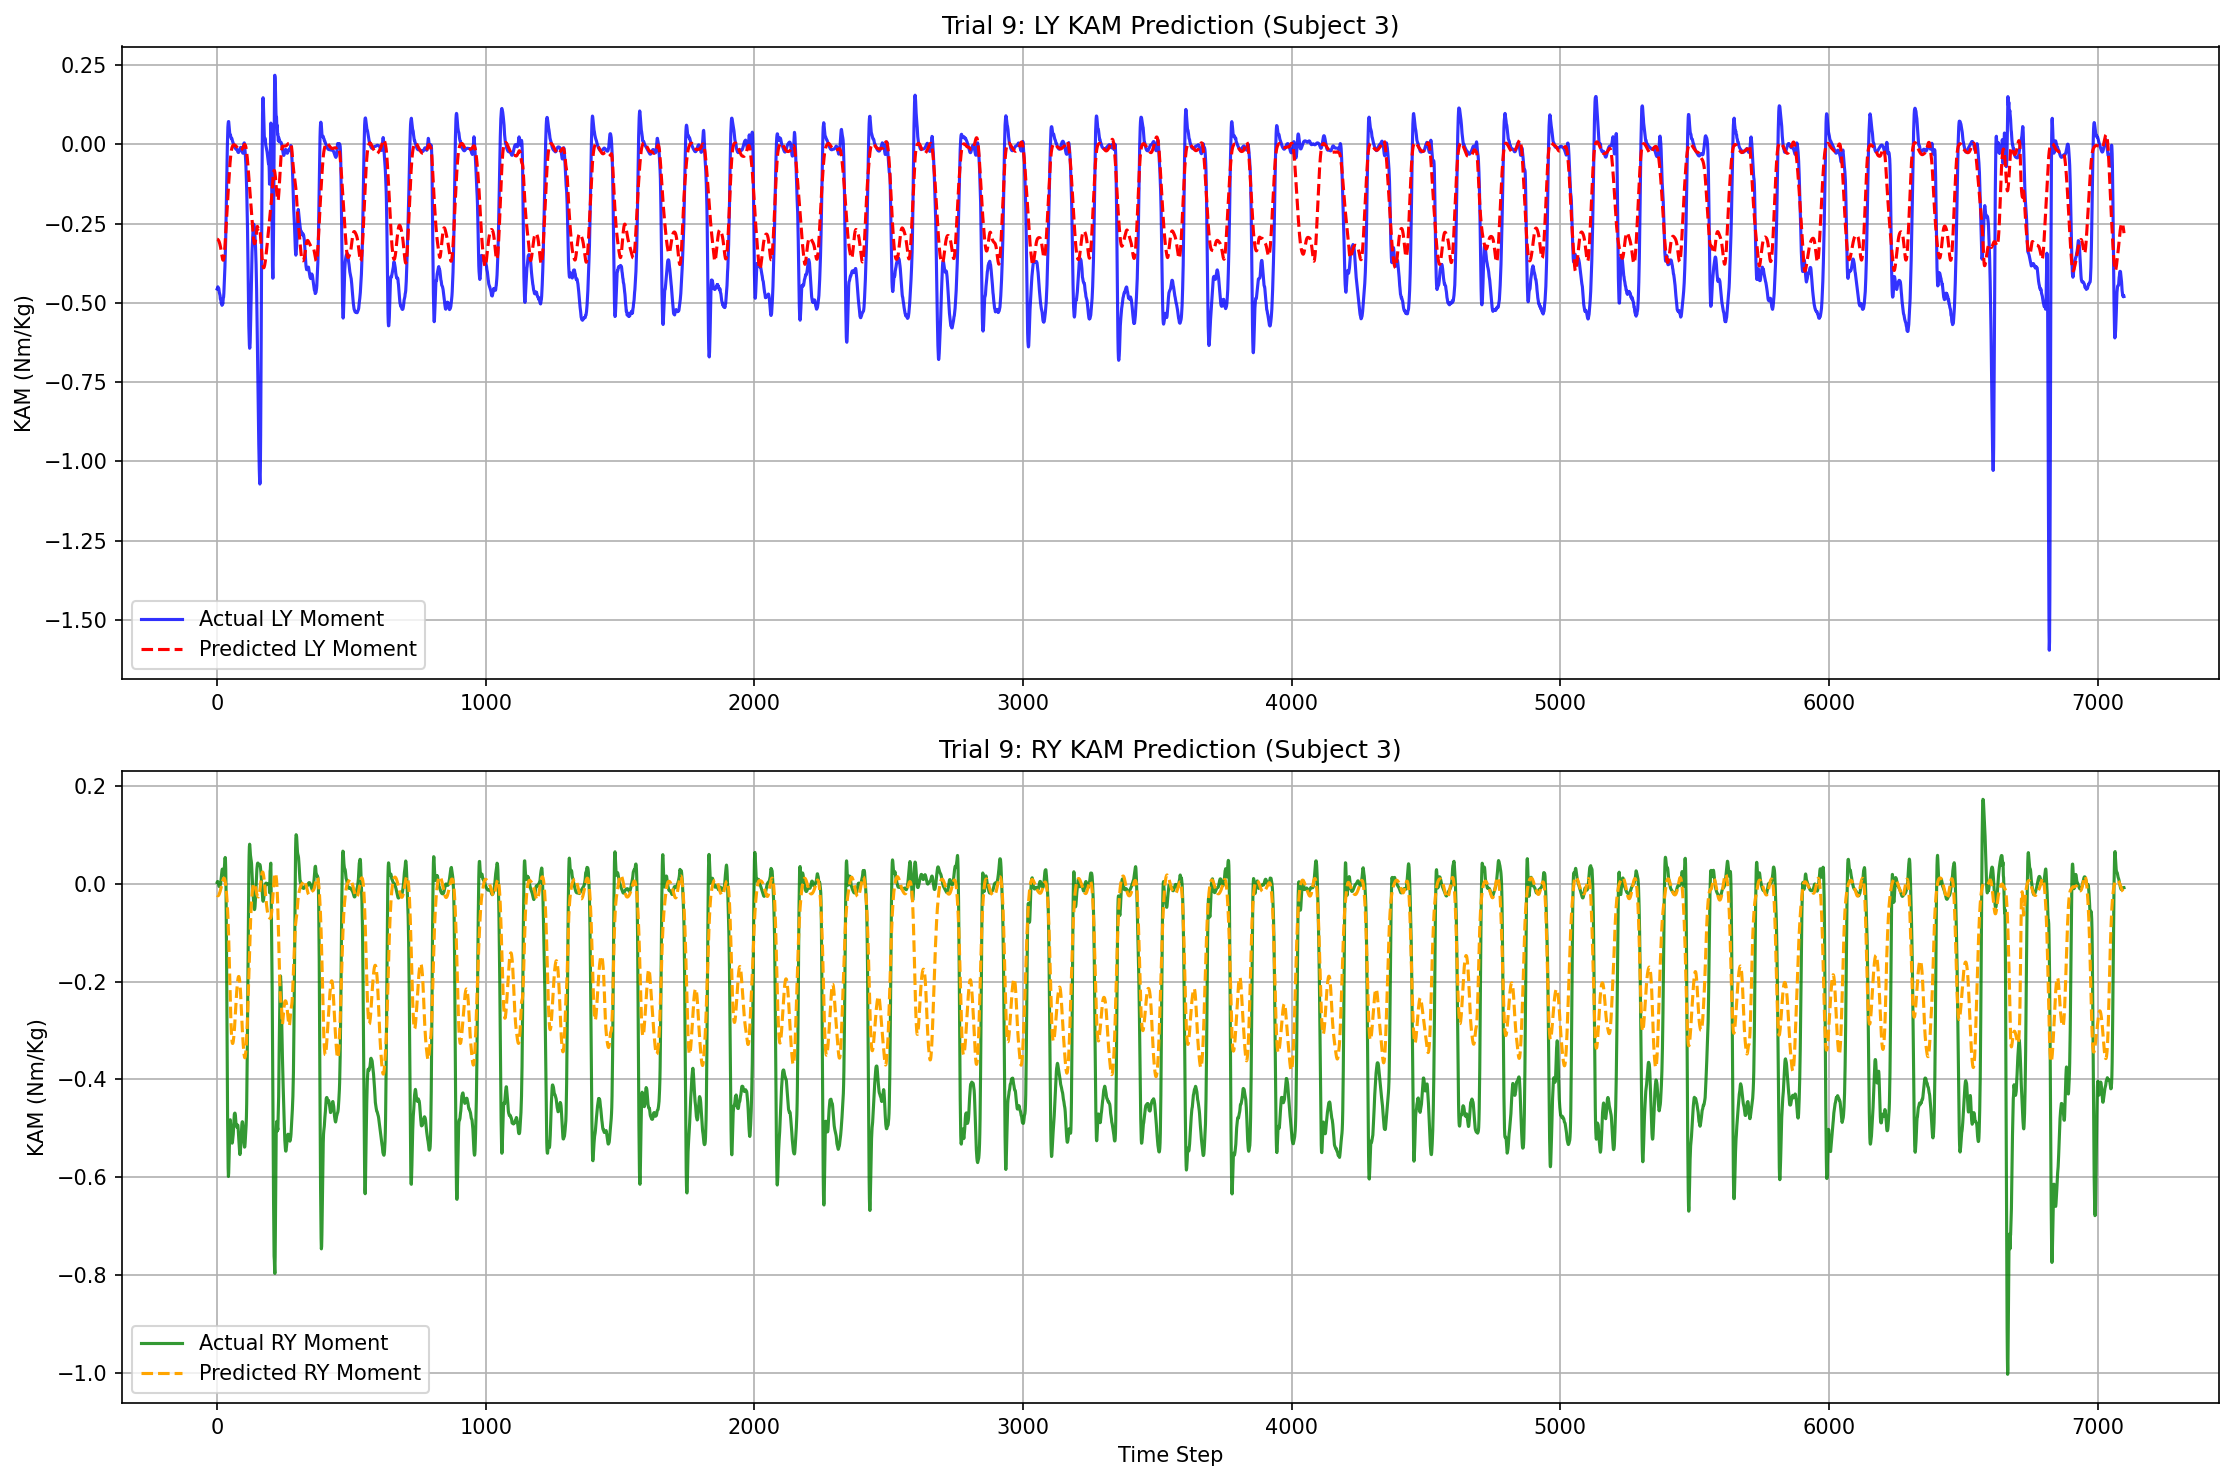 Trial 9: LY KAM Prediction (Subject 3)
0.25
0.00
−0.25
−0.50
−0.75
−1.00
−1.25
−1.50
KAM (Nm/Kg)
Actual LY Moment
Predicted LY Moment
0 1000 2000 3000 4000 5000 6000 7000
Trial 9: RY KAM Prediction (Subject 3)
0.2
0.0
−0.2
−0.4
−0.6
−0.8
−1.0
KAM (Nm/Kg)
Actual RY Moment
Predicted RY Moment
0 1000 2000 3000 4000 5000 6000 7000
Time Step